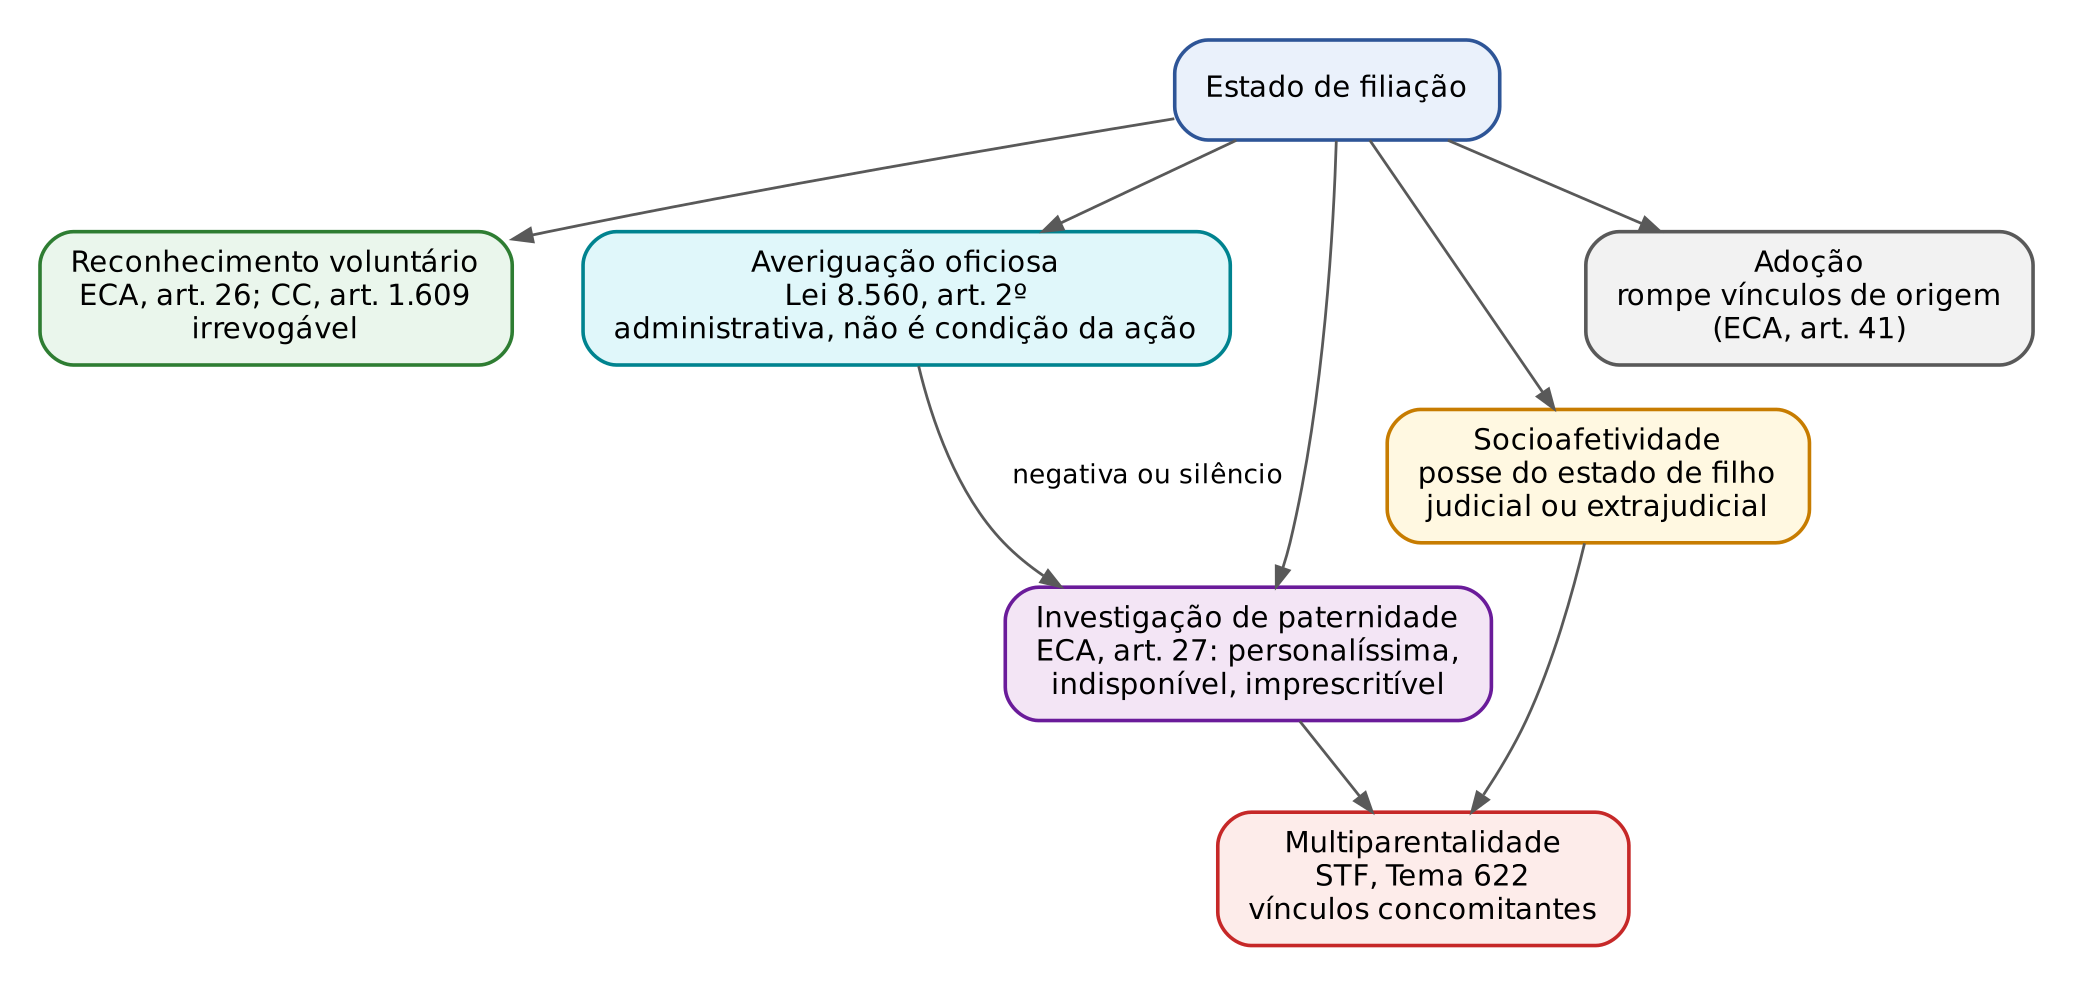 Estado de filiação
Reconhecimento voluntário
ECA, art. 26; CC, art. 1.609
irrevogável
Averiguação oficiosa
Lei 8.560, art. 2º
administrativa, não é condição da ação
Adoção
rompe vínculos de origem
(ECA, art. 41)
Socioafetividade
posse do estado de filho
judicial ou extrajudicial
negativa ou silêncio
Investigação de paternidade
ECA, art. 27: personalíssima,
indisponível, imprescritível
Multiparentalidade
STF, Tema 622
vínculos concomitantes